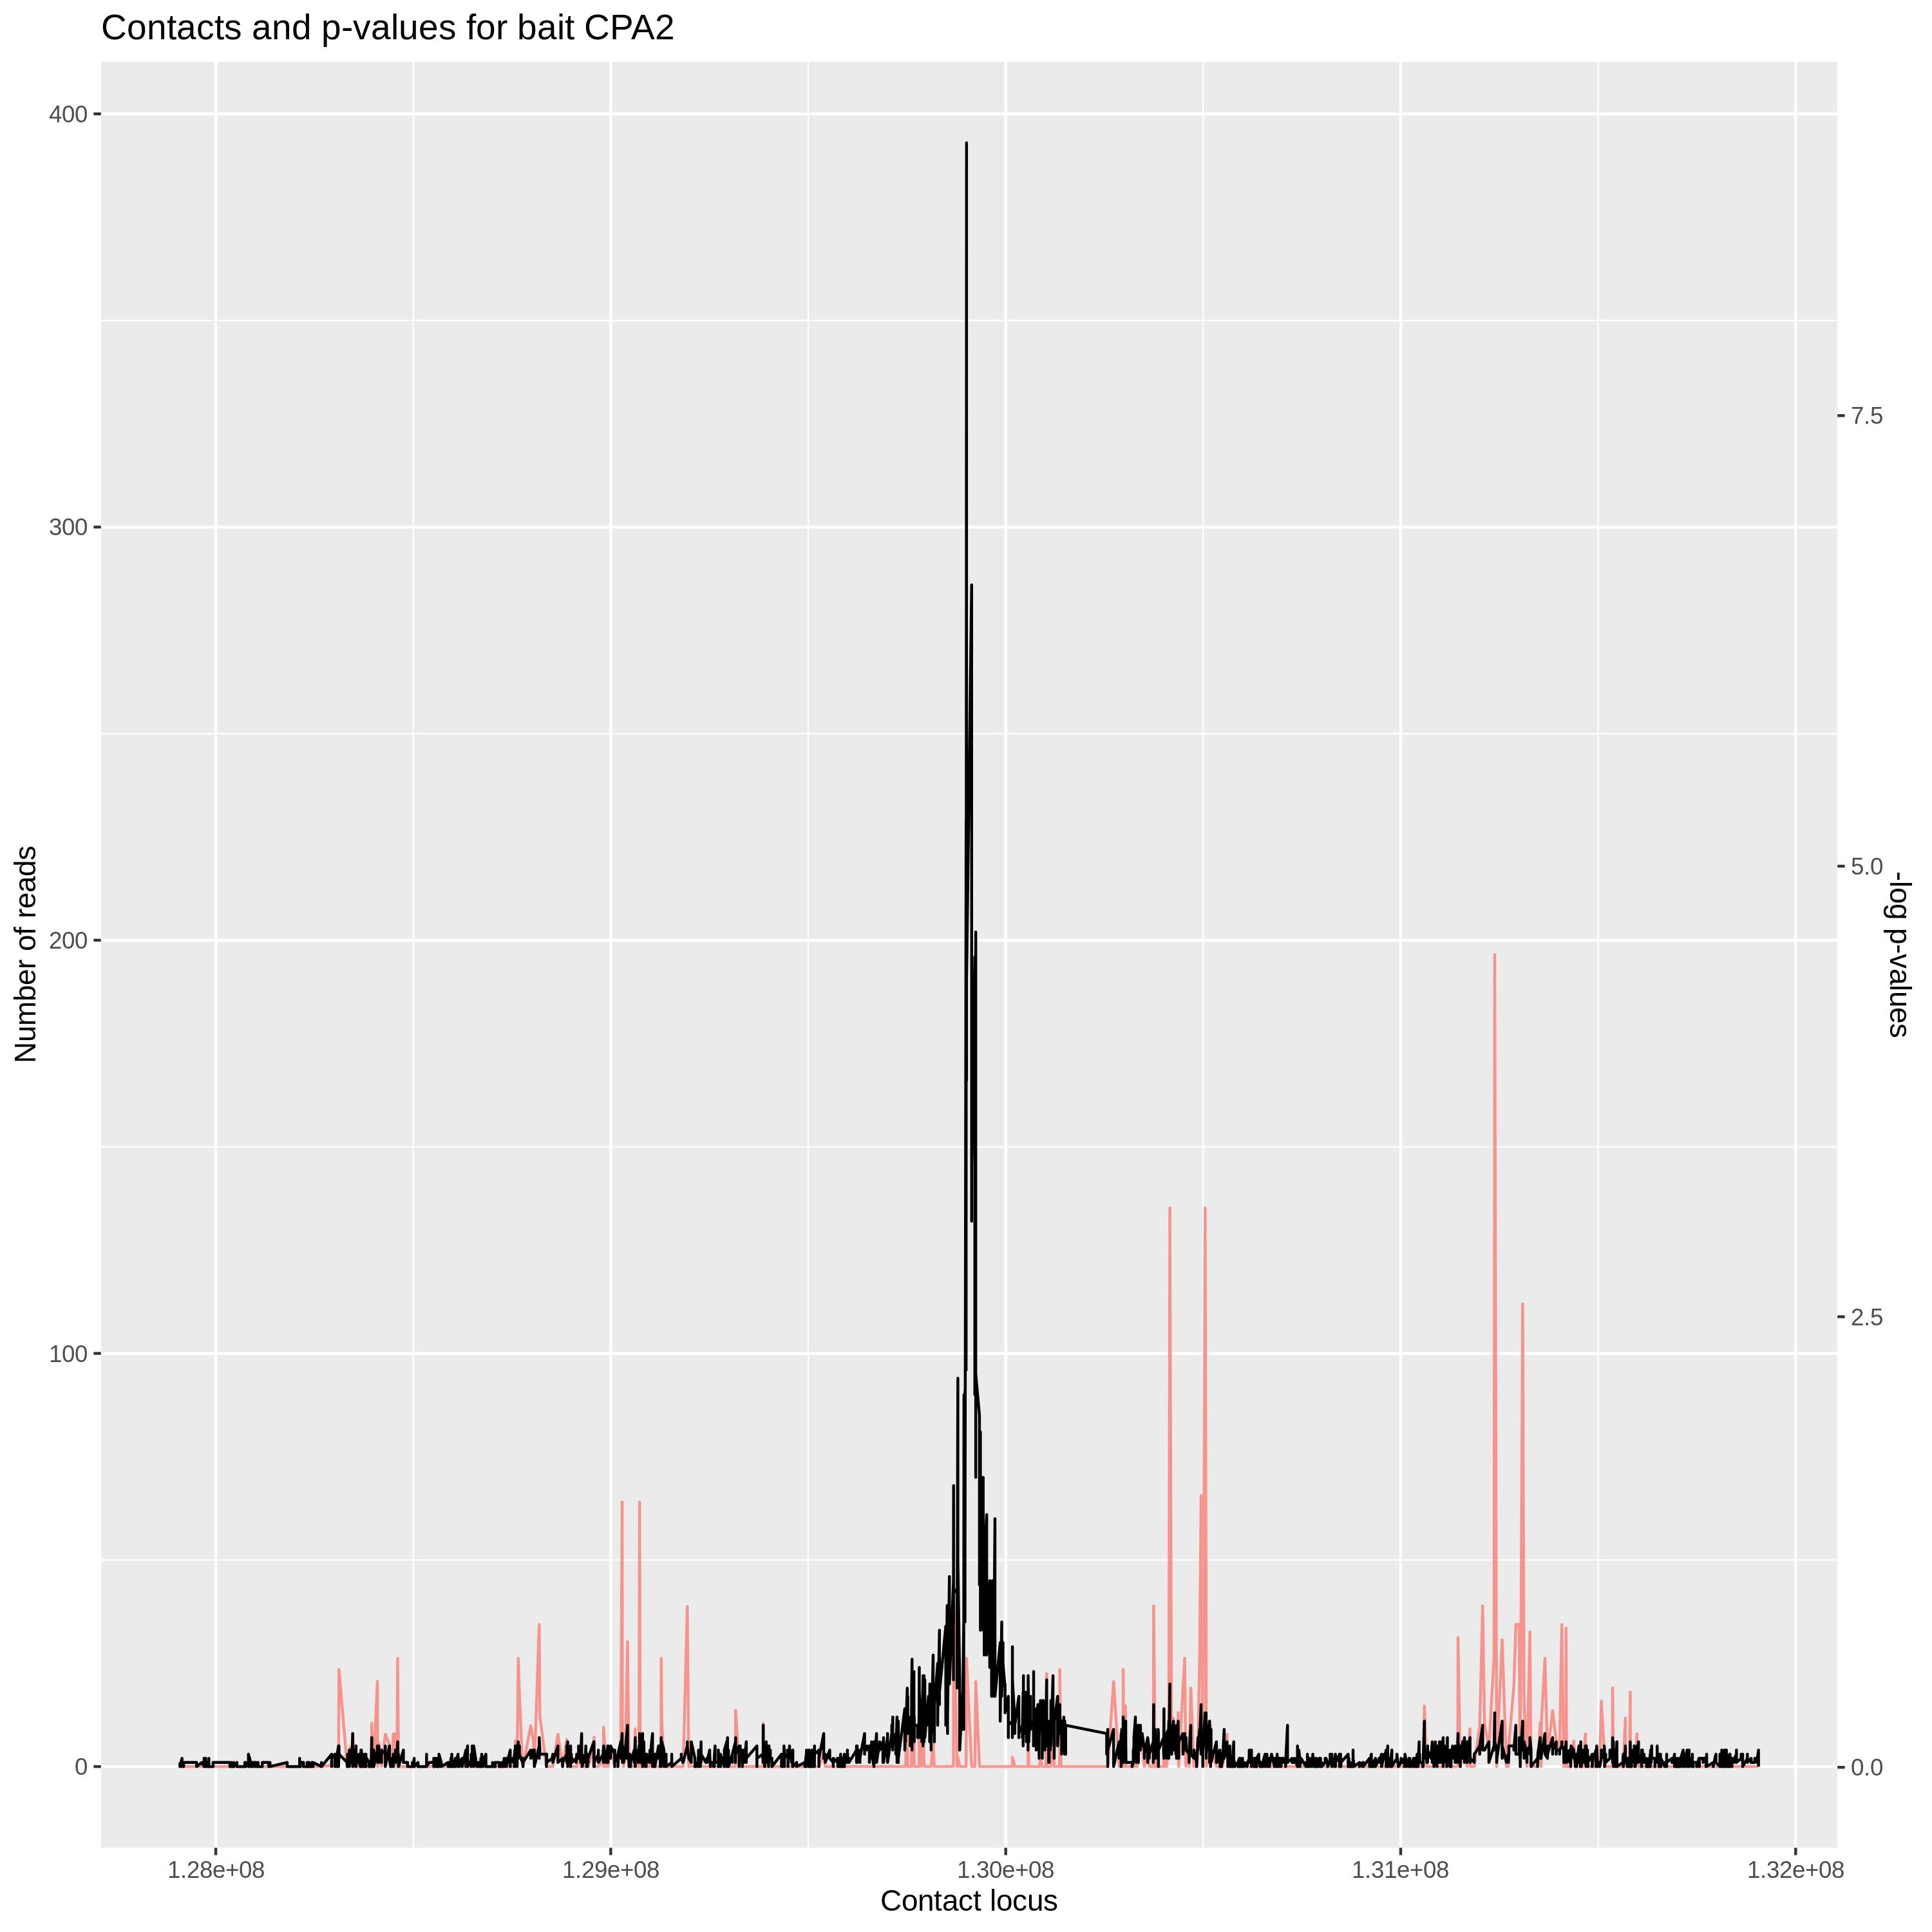 Contacts and p-values for bait CPA2
400
300
200
100
0
Number of reads
7.5
5.0
2.5
0.0
-log p-values
1.28e+08
1.29e+08
1.30e+08
1.31e+08
1.32e+08
Contact locus